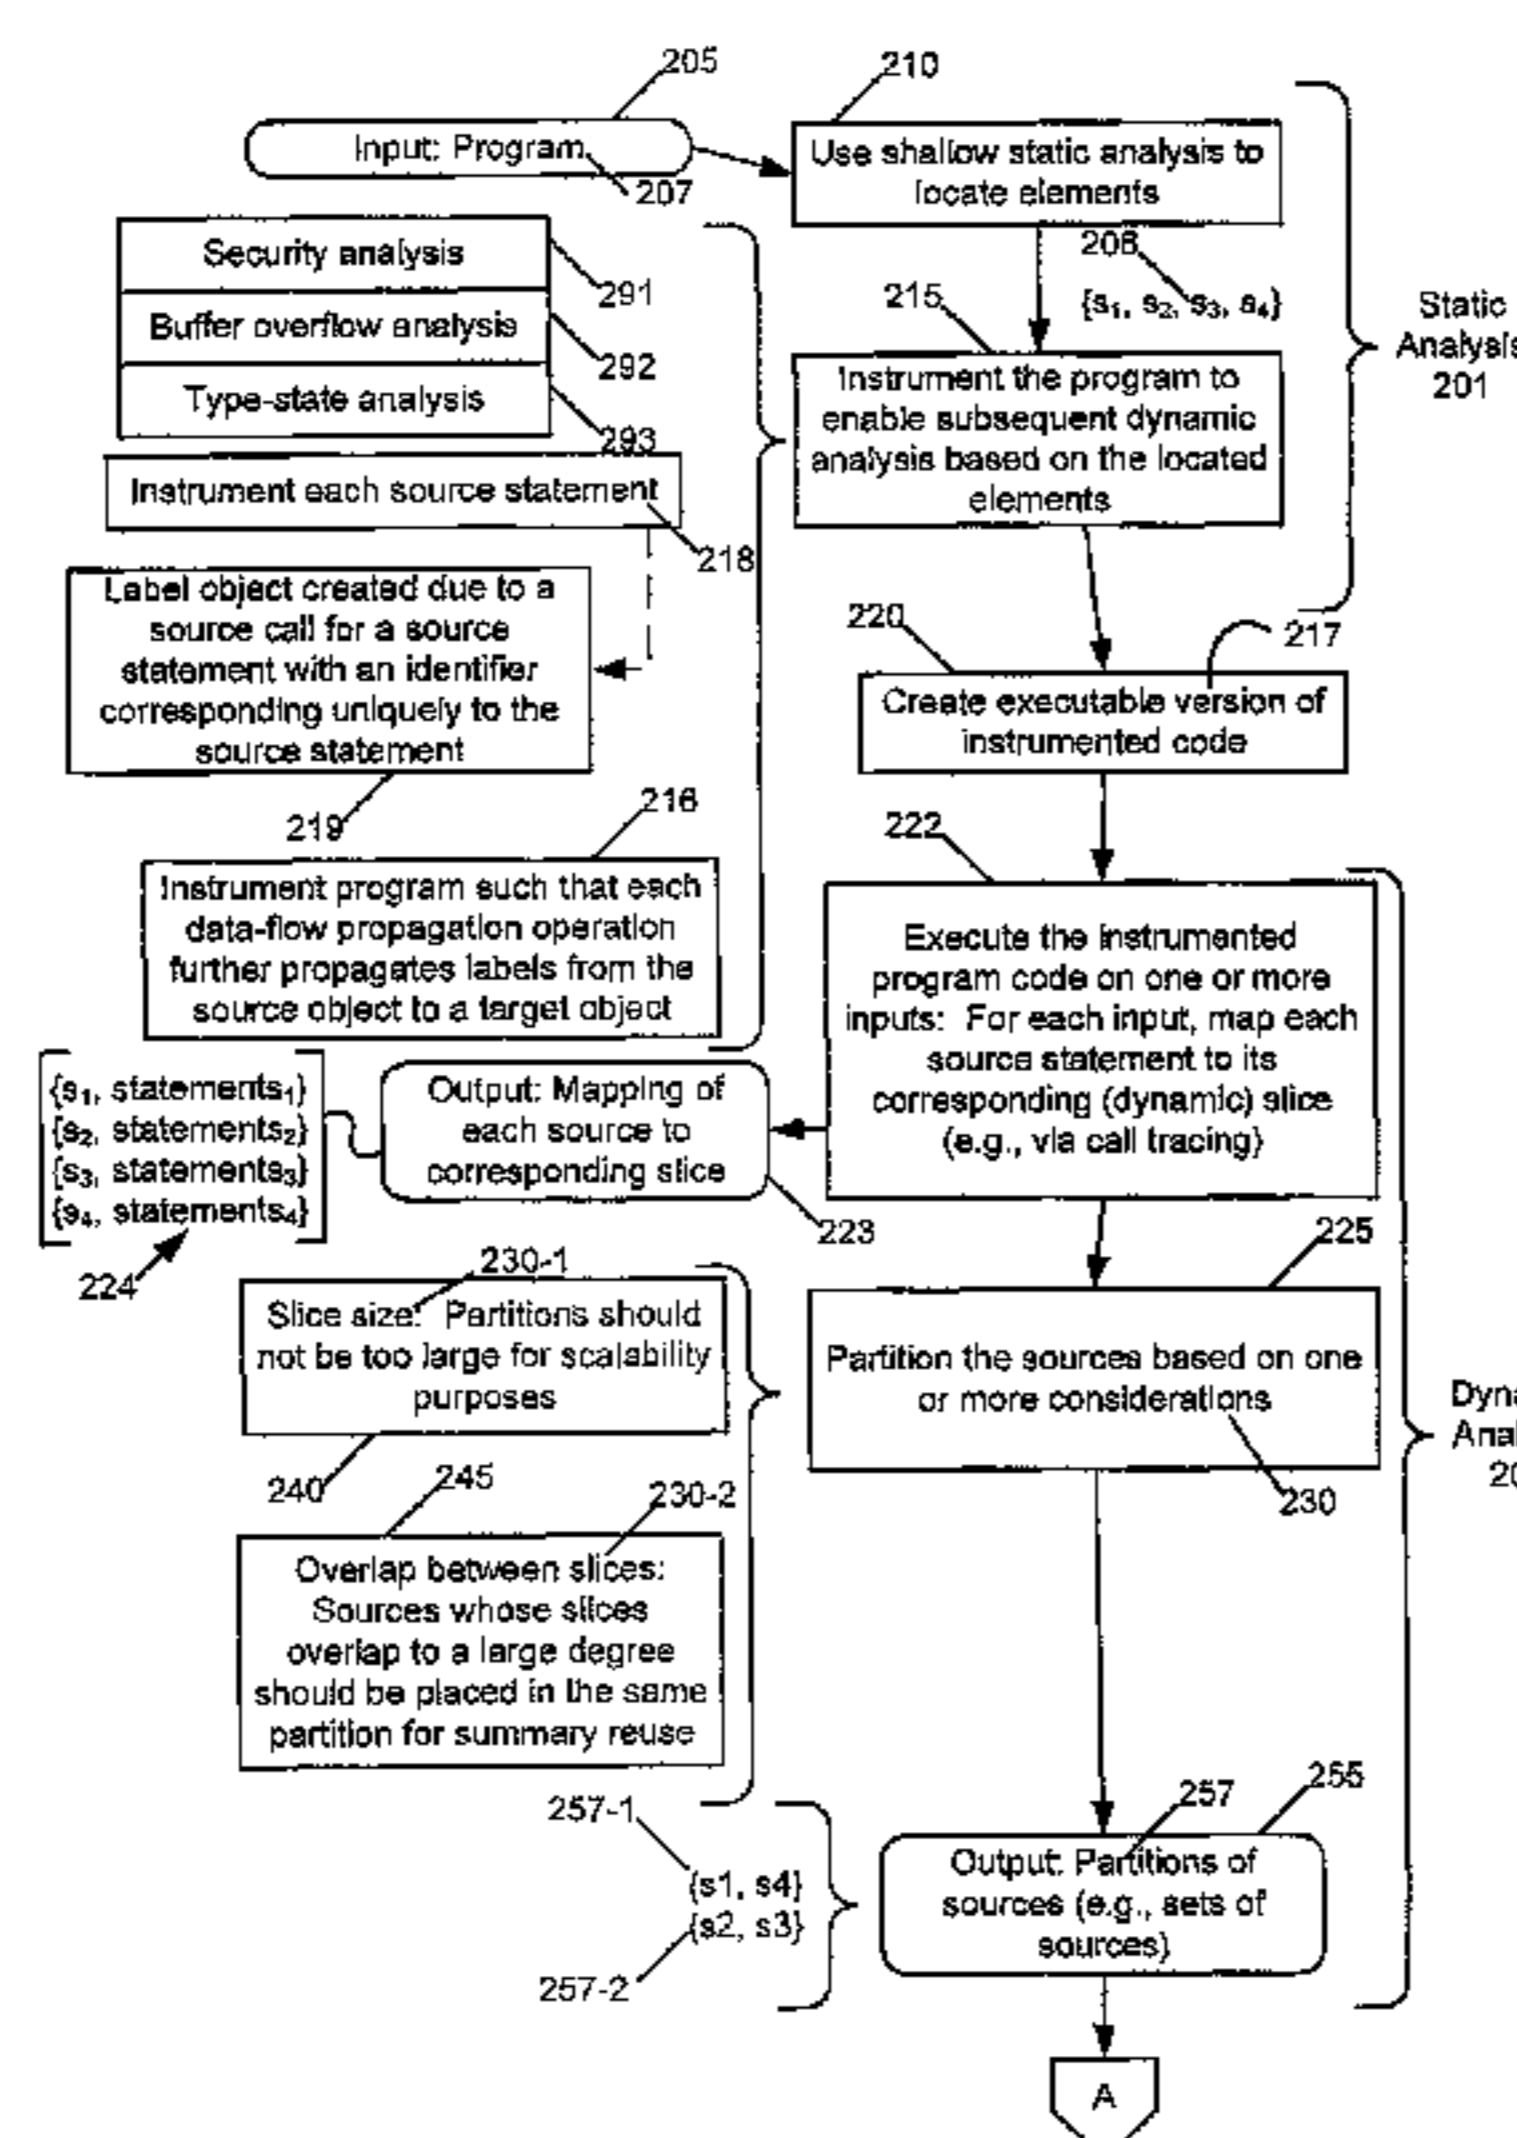 205
210
Input: Program
207
Use shallow static analysis to
locate elements
206
{s1, s2, s3, s4}
Security analysis
291
Buffer overflow analysis
292
Type-state analysis
293
215
Instrument the program to
enable subsequent dynamic
analysis based on the located
elements
Static
Analysis
201
Instrument each source statement
218
Label object created due to a
source call for a source
statement with an identifier
corresponding uniquely to the
source statement
219
220
217
Create executable version of
instrumented code
216
Instrument program such that each
data-flow propagation operation
further propagates labels from the
source object to a target object
222
Execute the instrumented
program code on one or more
inputs: For each input, map each
source statement to its
corresponding (dynamic) slice
(e.g., via call tracing)
{s1, statements1}
{s2, statements2}
{s3, statements3}
{s4, statements4}
224
Output: Mapping of
each source to
corresponding slice
223
230-1
Slice size: Partitions should
not be too large for scalability
purposes
240
225
Partition the sources based on one
or more considerations
230
Dyna
Anal
20
245
230-2
Overlap between slices:
Sources whose slices
overlap to a large degree
should be placed in the same
partition for summary reuse
257-1
{s1, s4}
{s2, s3}
257-2
257
255
Output: Partitions of
sources (e.g., sets of
sources)
A